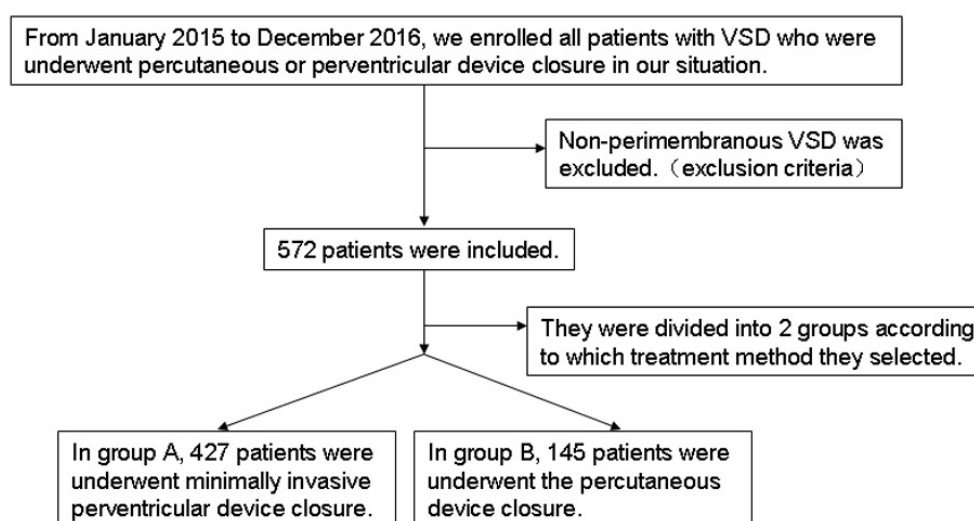 From January 2015 to December 2016, we enrolled all patients with VSD who were
underwent percutaneous or perventricular device closure in our situation.
Non-perimembranous VSD was
excluded.（exclusion criteria）
572 patients were included.
They were divided into 2 groups according
to which treatment method they selected.
In group A, 427 patients were
underwent minimally invasive
perventricular device closure.
In group B, 145 patients were
underwent the percutaneous
device closure.